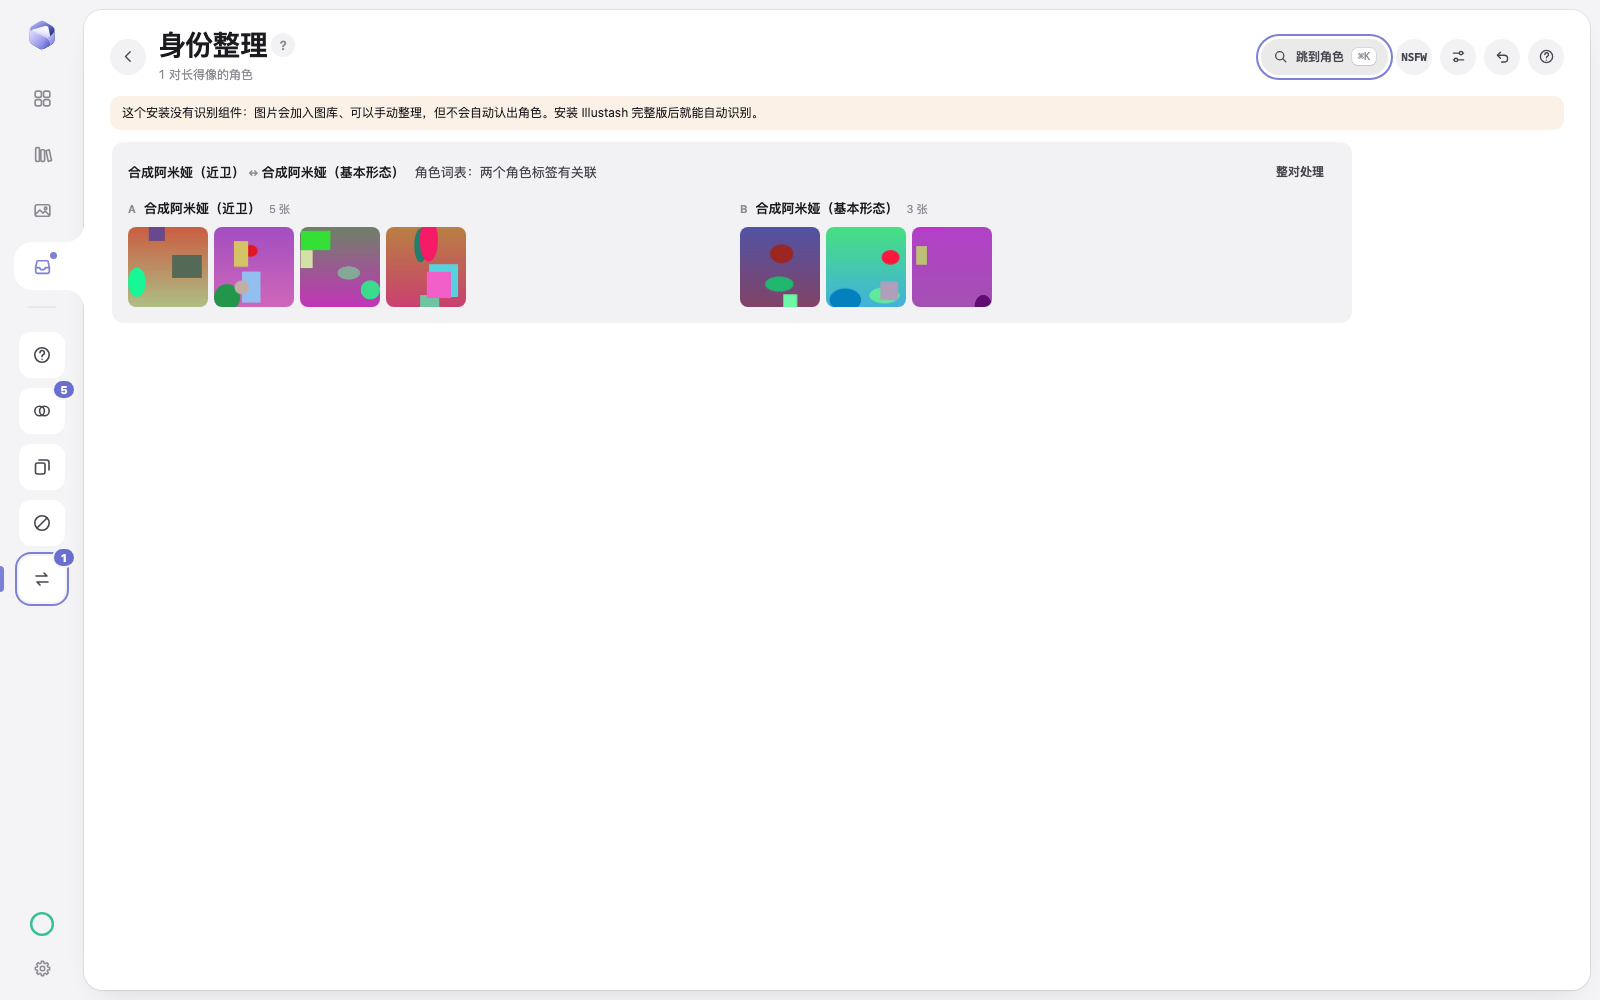 身份整理 ?
1 对长得像的角色
跳到角色 ⌘K
NSFW
这个安装没有识别组件：图片会加入图库、可以手动整理，但不会自动认出角色。安装 Illustash 完整版后就能自动识别。
合成阿米娅（近卫） ↔ 合成阿米娅（基本形态） 角色词表：两个角色标签有关联
整对处理
A 合成阿米娅（近卫） 5 张
B 合成阿米娅（基本形态） 3 张
5
1